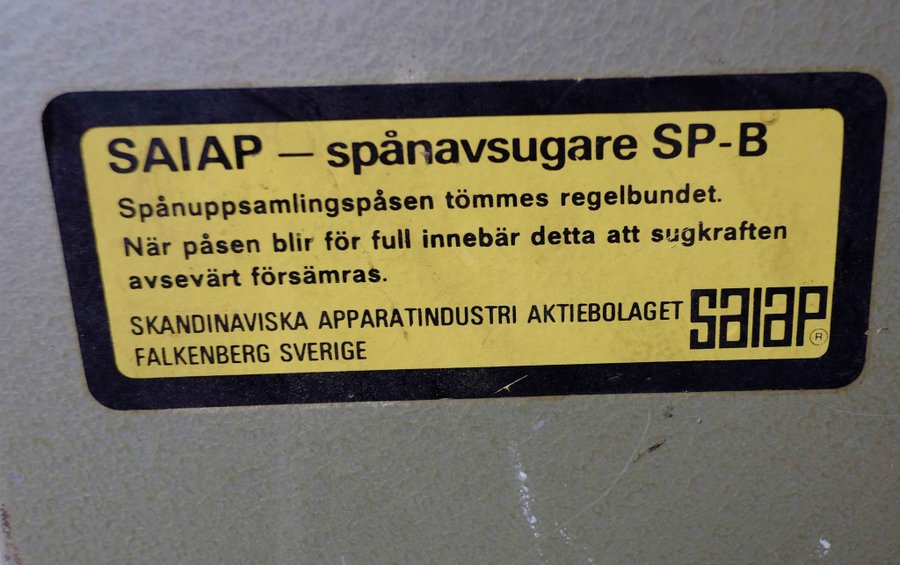 SAIAP – spånavsugare SP-B
Spånuppsamlingspåsen tömmes regelbundet.
När påsen blir för full innebär detta att sugkraften
avsevärt försämras.
SKANDINAVISKA APPARATINDUSTRI AKTIEBOLAGET
FALKENBERG SVERIGE
saiap®